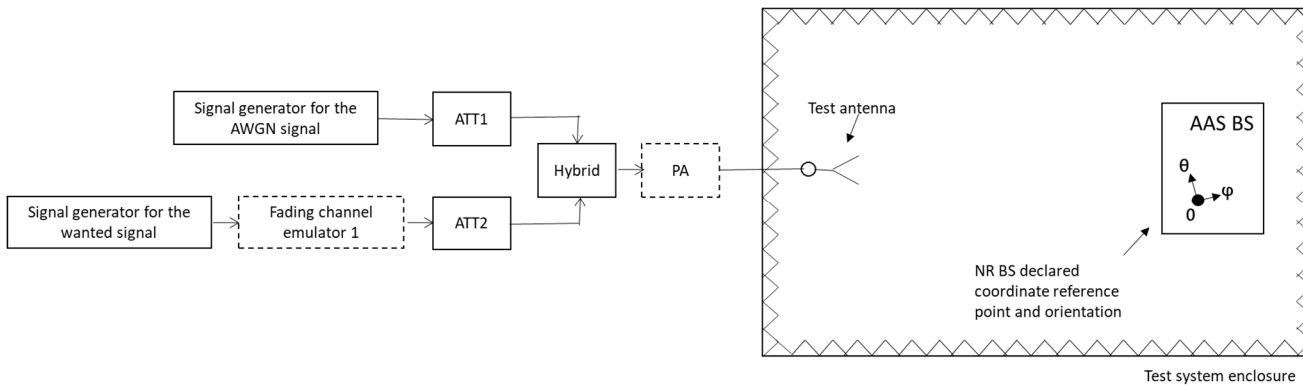 Signal generator for the
AWGN signal
ATT1
Hybrid
PA
Signal generator for the
wanted signal
Fading channel
emulator 1
ATT2
Test antenna
AAS BS
θ
φ
0
NR BS declared
coordinate reference
point and orientation
Test system enclosure